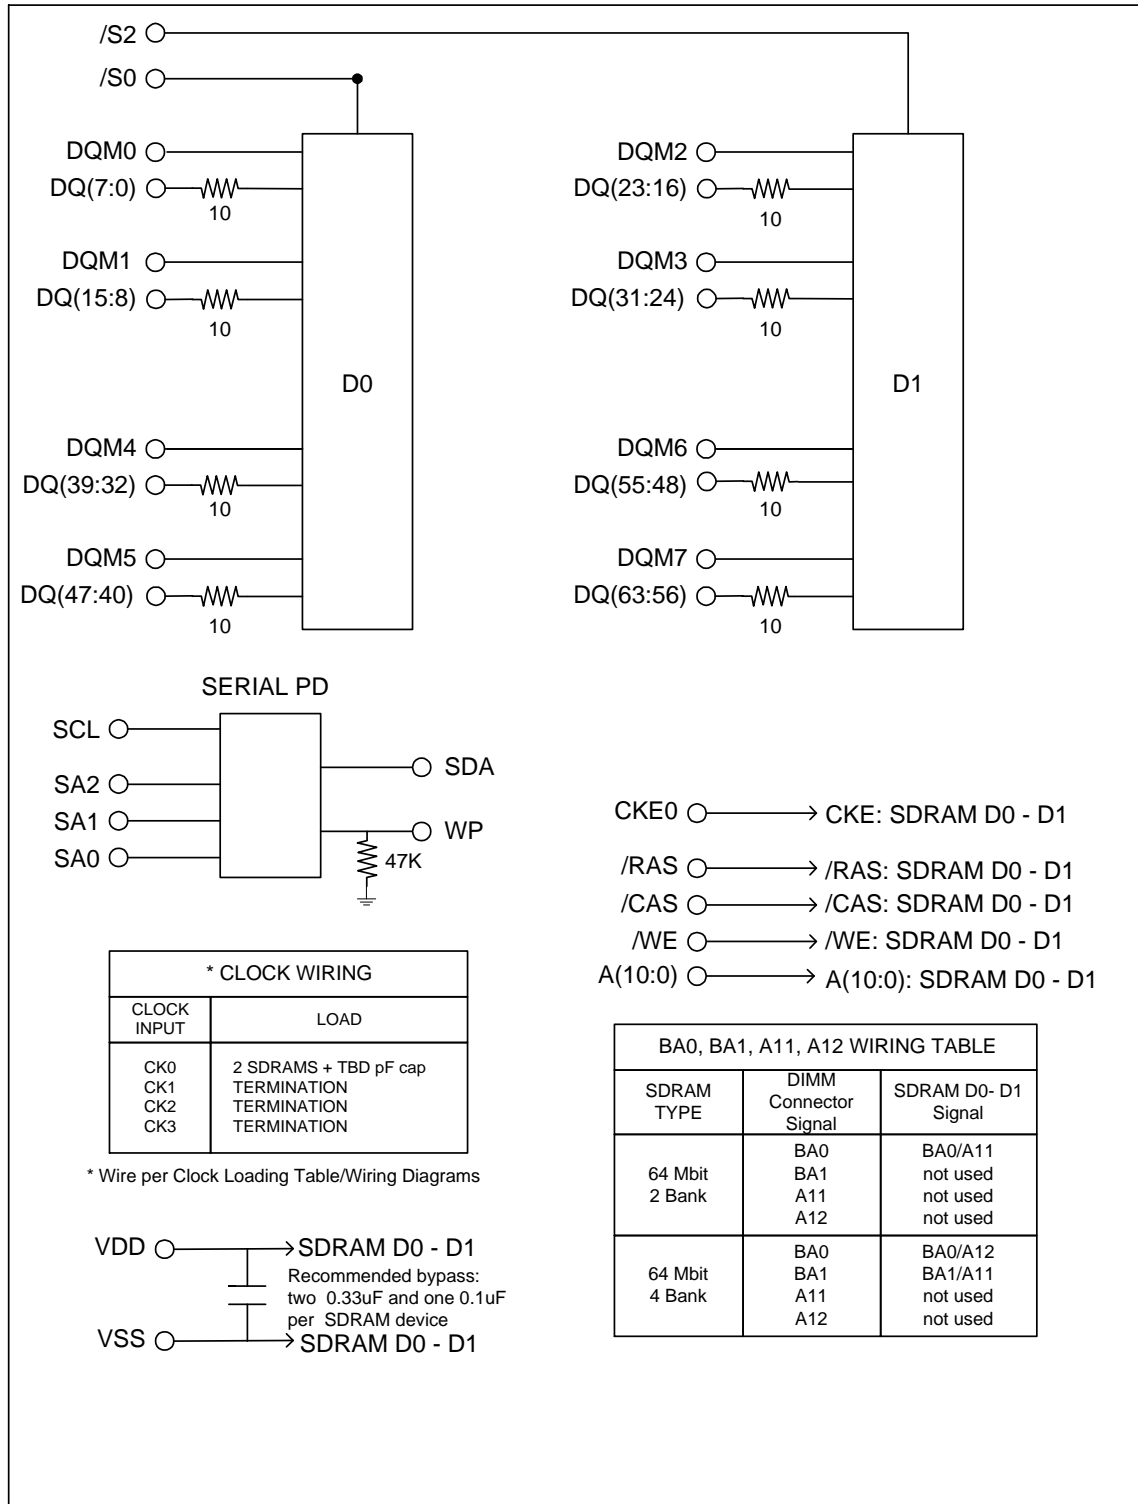 /S2
/S0
DQM0
DQ(7:0)
10
DQM1
DQ(15:8)
10
D0
DQM4
DQ(39:32)
10
DQM5
DQ(47:40)
10
DQM2
DQ(23:16)
10
DQM3
DQ(31:24)
10
D1
DQM6
DQ(55:48)
10
DQM7
DQ(63:56)
10
SERIAL PD
SCL
SA2
SA1
SA0
SDA
WP
47K
CKE0 CKE: SDRAM D0 - D1
/RAS /RAS: SDRAM D0 - D1
/CAS /CAS: SDRAM D0 - D1
/WE /WE: SDRAM D0 - D1
A(10:0) A(10:0): SDRAM D0 - D1
* CLOCK WIRING
CLOCK INPUT LOAD
CK0 2 SDRAMS + TBD pF cap
CK1 TERMINATION
CK2 TERMINATION
CK3 TERMINATION
* Wire per Clock Loading Table/Wiring Diagrams
VDD SDRAM D0 - D1
Recommended bypass:
two 0.33uF and one 0.1uF
per SDRAM device
VSS SDRAM D0 - D1
BA0, BA1, A11, A12 WIRING TABLE
SDRAM TYPE DIMM Connector Signal SDRAM D0- D1 Signal
64 Mbit 2 Bank
BA0 BA0/A11
BA1 not used
A11 not used
A12 not used
64 Mbit 4 Bank
BA0 BA0/A12
BA1 BA1/A11
A11 not used
A12 not used